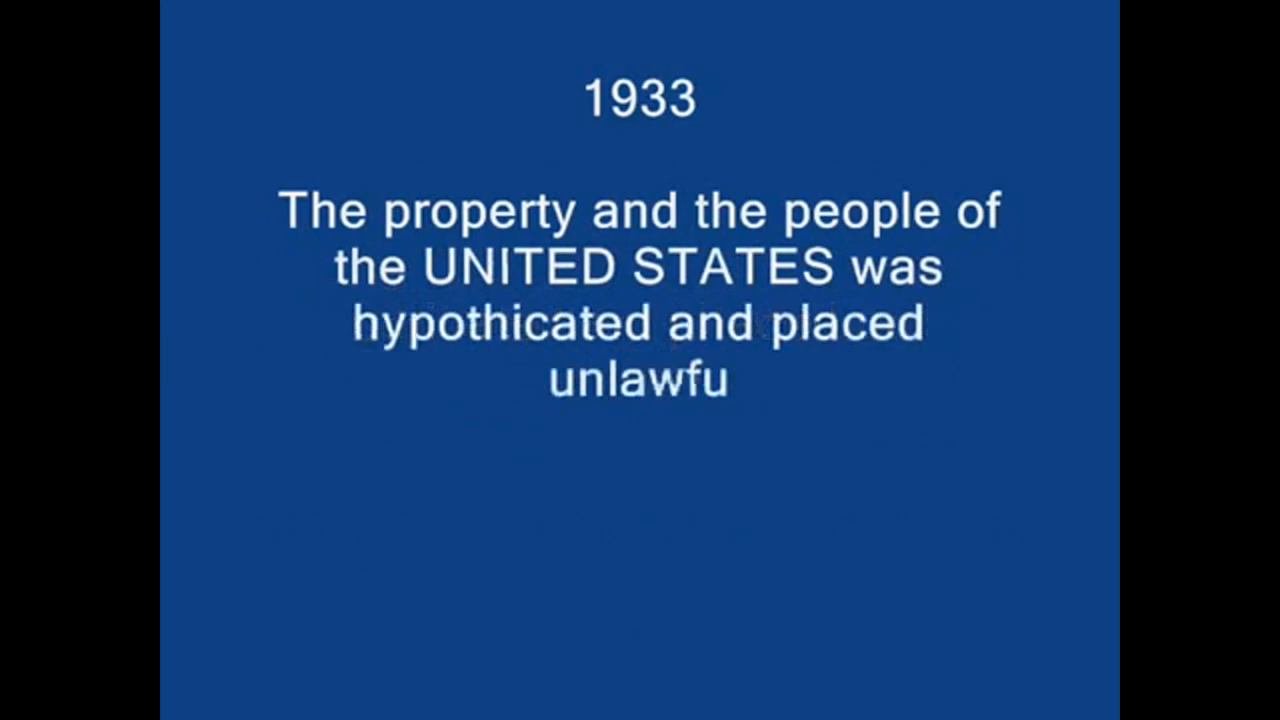 1933
The property and the people of
the UNITED STATES was
hypothicated and placed
unlawfu